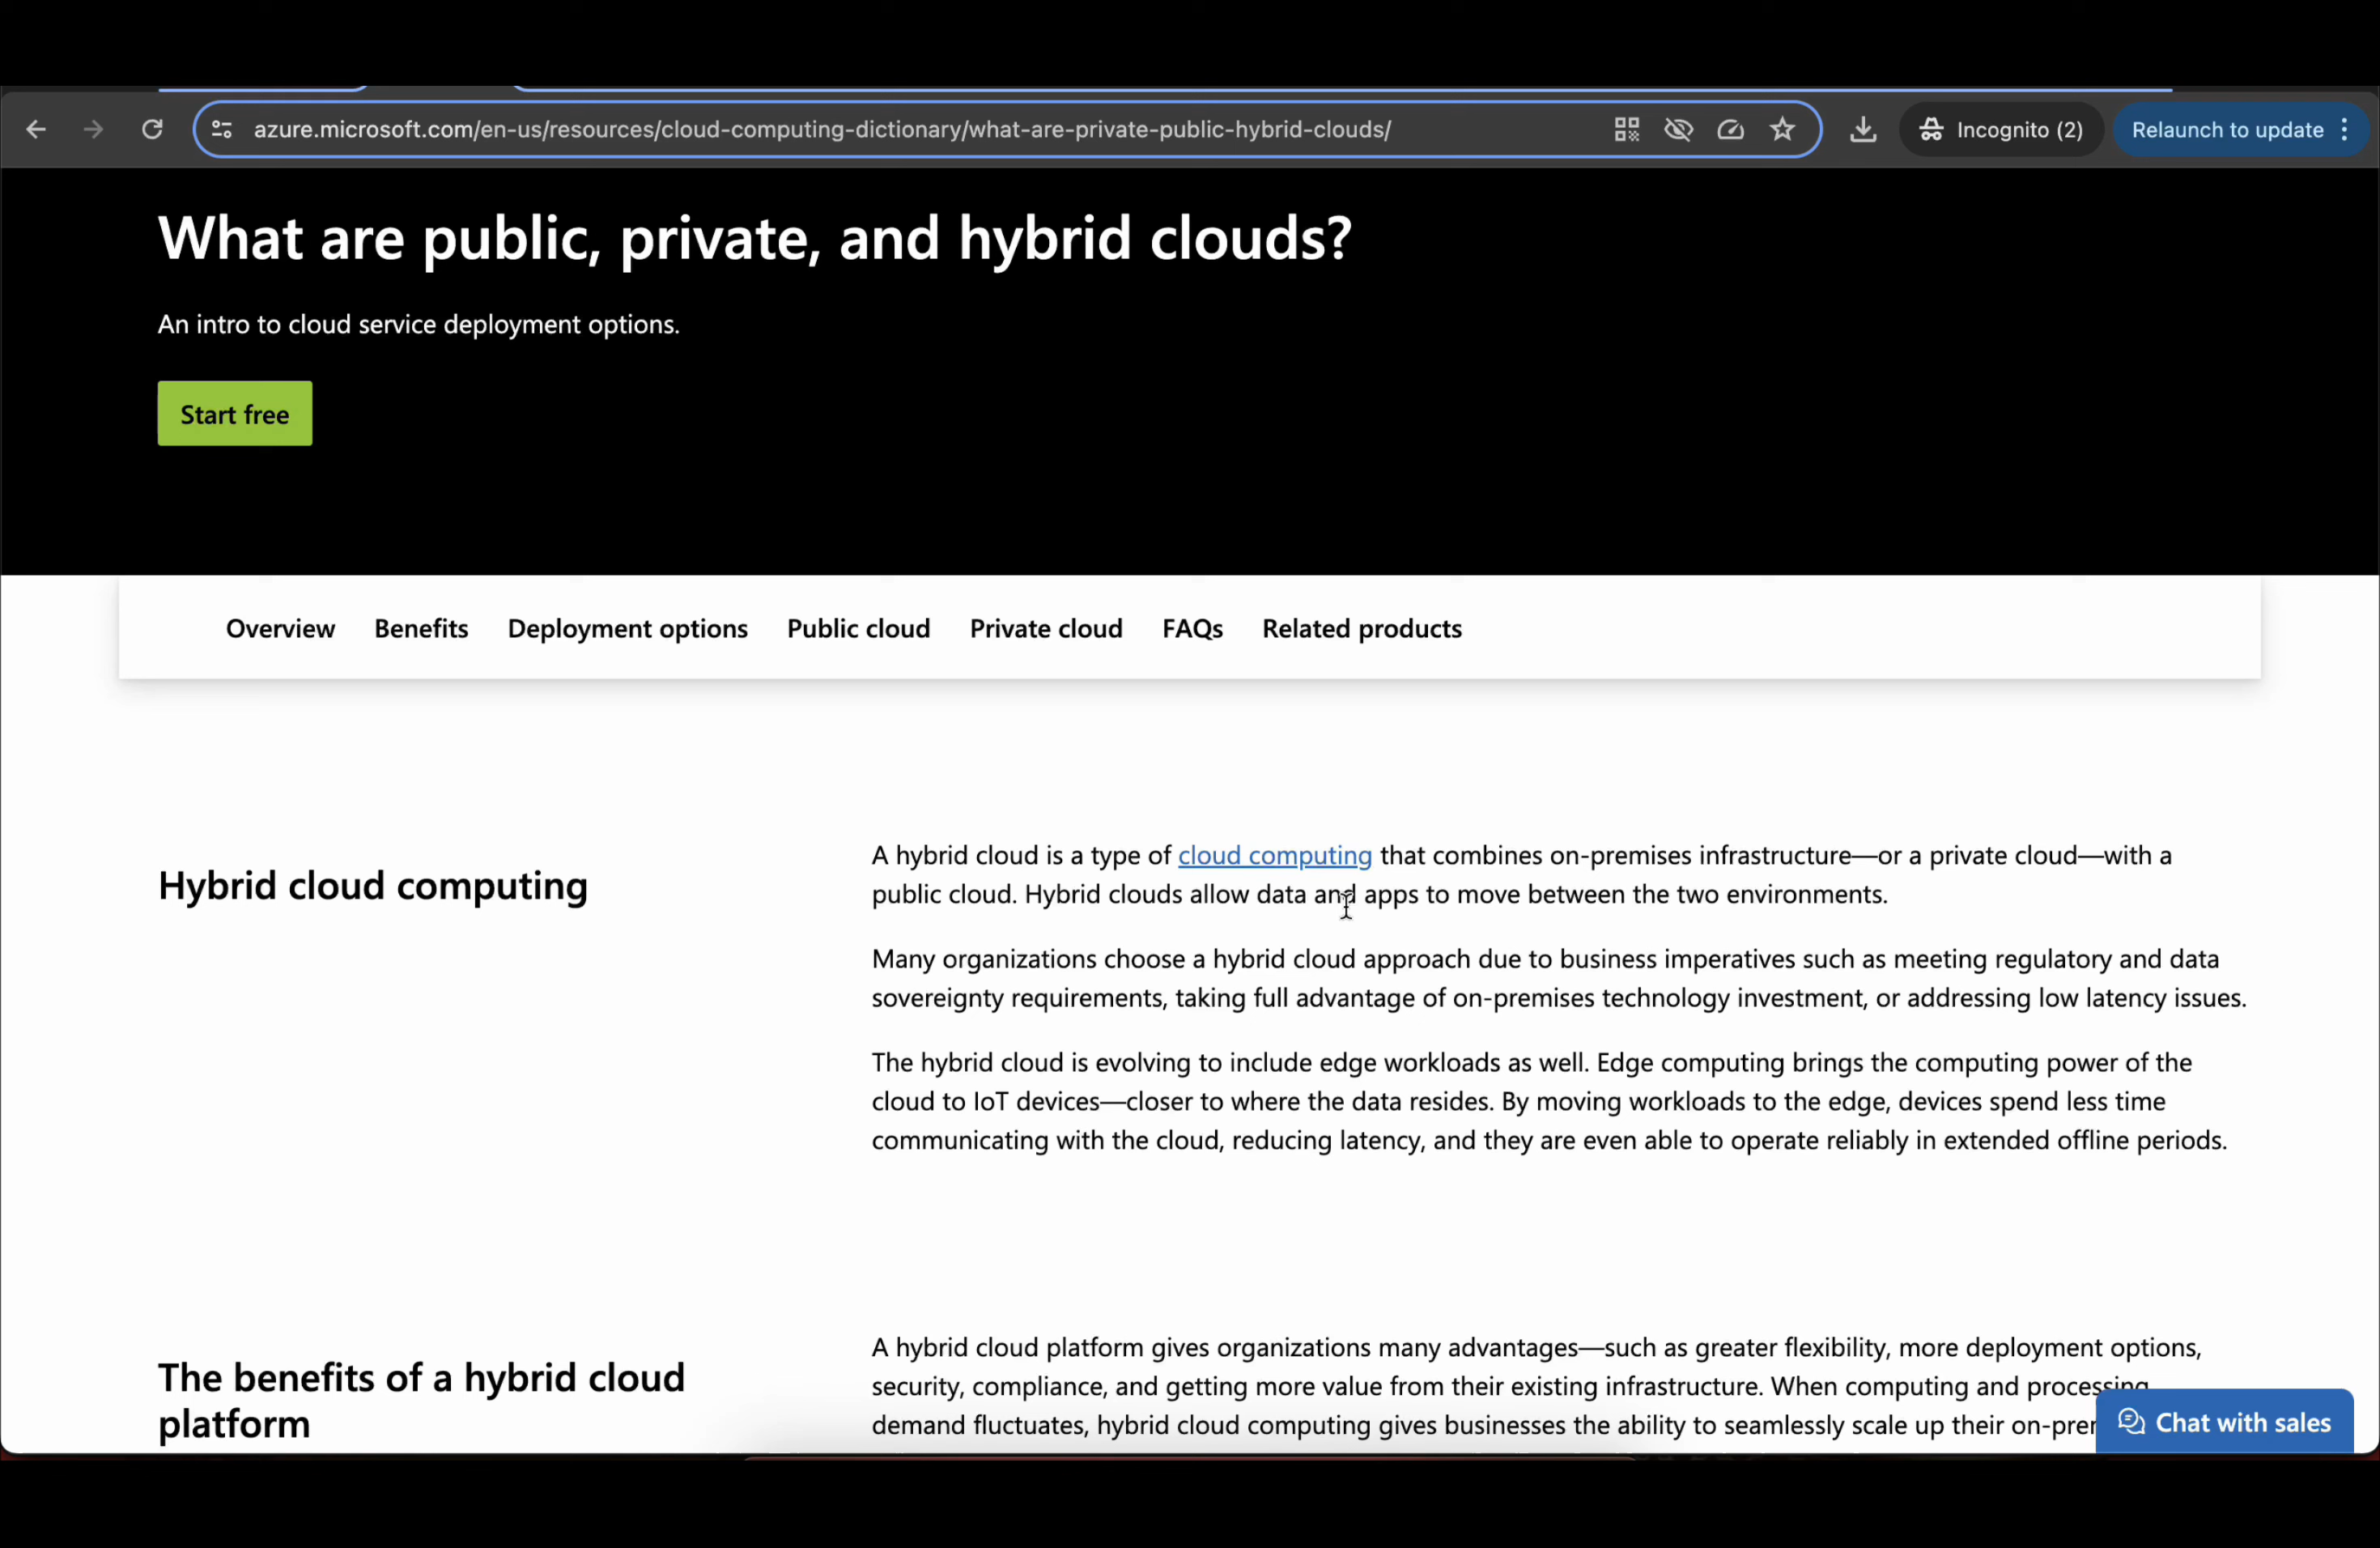 azure.microsoft.com/en-us/resources/cloud-computing-dictionary/what-are-private-public-hybrid-clouds/
Incognito (2)
Relaunch to update
What are public, private, and hybrid clouds?
An intro to cloud service deployment options.
Start free
Overview
Benefits
Deployment options
Public cloud
Private cloud
FAQs
Related products
Hybrid cloud computing
A hybrid cloud is a type of cloud computing that combines on-premises infrastructure—or a private cloud—with a
public cloud. Hybrid clouds allow data and apps to move between the two environments.
Many organizations choose a hybrid cloud approach due to business imperatives such as meeting regulatory and data
sovereignty requirements, taking full advantage of on-premises technology investment, or addressing low latency issues.
The hybrid cloud is evolving to include edge workloads as well. Edge computing brings the computing power of the
cloud to IoT devices—closer to where the data resides. By moving workloads to the edge, devices spend less time
communicating with the cloud, reducing latency, and they are even able to operate reliably in extended offline periods.
The benefits of a hybrid cloud
platform
A hybrid cloud platform gives organizations many advantages—such as greater flexibility, more deployment options,
security, compliance, and getting more value from their existing infrastructure. When computing and processing
demand fluctuates, hybrid cloud computing gives businesses the ability to seamlessly scale up their
Chat with sales